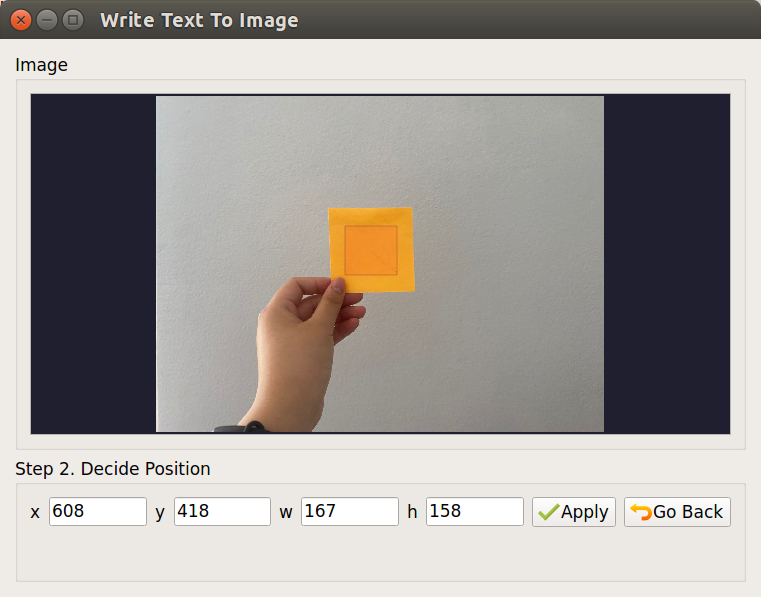 Write Text To Image
Image
Step 2. Decide Position
x 608 y 418 w 167 h 158 Apply Go Back